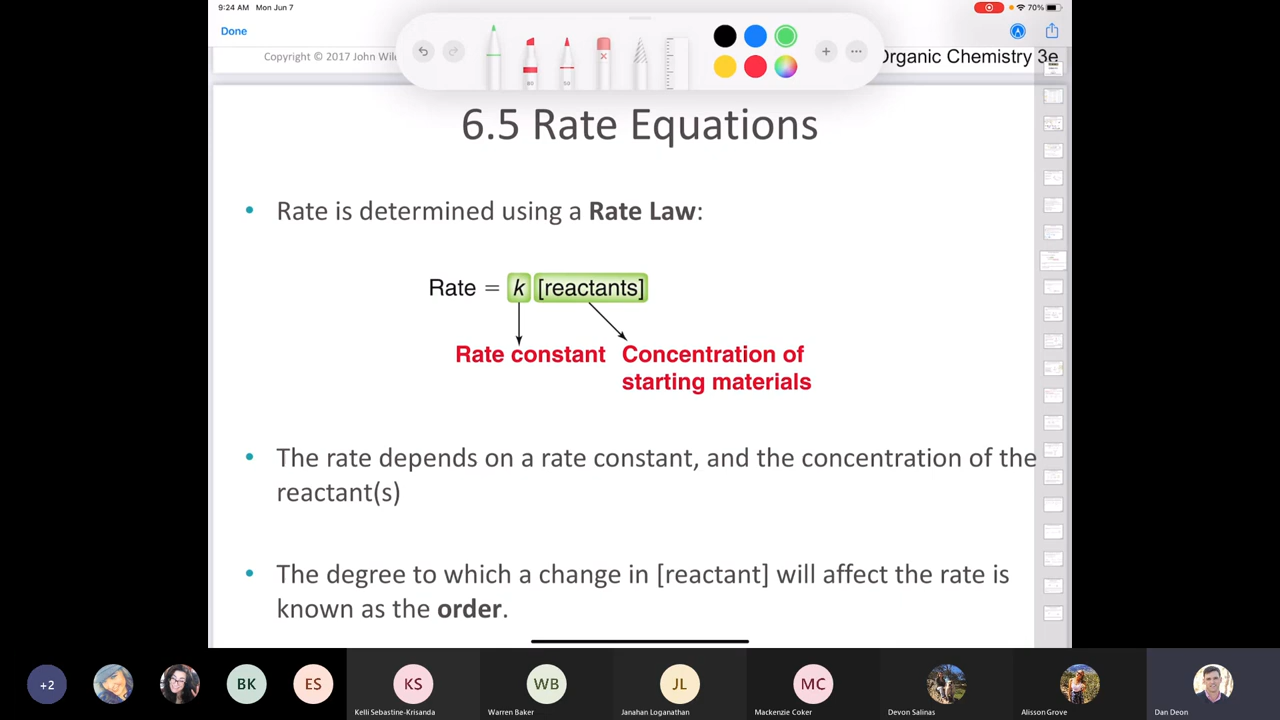 9:24 AM Mon Jun 7
70%
Done
Copyright © 2017 John
Organic Chemistry 3e
6.5 Rate Equations
• Rate is determined using a Rate Law:
Rate = k [reactants]
Rate constant Concentration of
starting materials
• The rate depends on a rate constant, and the concentration of the
reactant(s)
• The degree to which a change in [reactant] will affect the rate is
known as the order.
+2
BK
ES
KS
WB
JL
MC
Kelli Sebastine-Krisanda
Warren Baker
Janahan Loganathan
Mackenzie Coker
Devon Salinas
Alisson Grove
Dan Deon